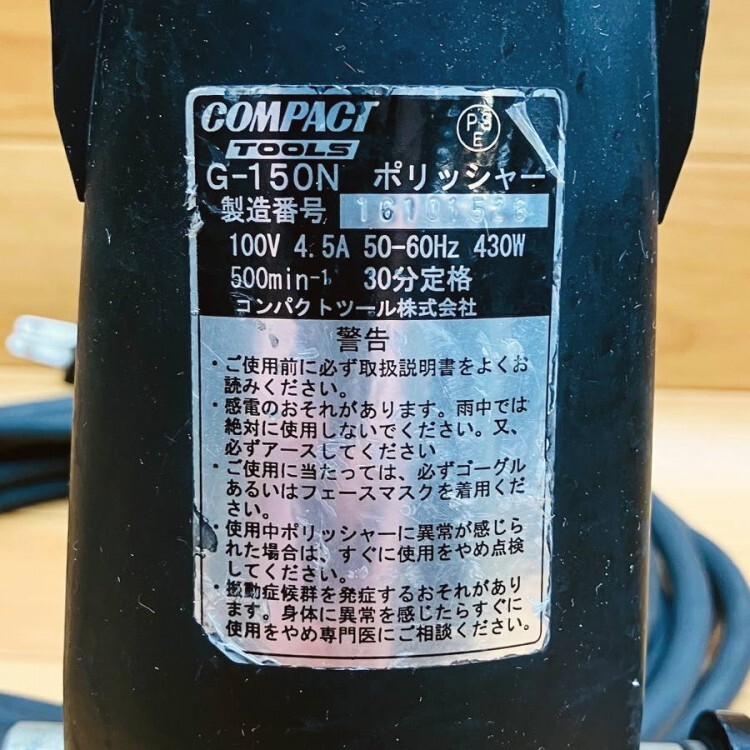 COMPACT
TOOLS
PSE
G-150N ポリッシャー
製造番号 16101526
100V 4.5A 50-60Hz 430W
500min-1 30分定格
コンパクトツール株式会社
警告
・ご使用前に必ず取扱説明書をよくお
読みください。
・感電のおそれがあります。雨中では
絶対に使用しないでください。又、
必ずアースしてください
・ご使用に当たっては、必ずゴーグル
あるいはフェースマスクを着用くだ
さい。
・使用中ポリッシャーに異常が感じら
れた場合は、すぐに使用をやめ点検
してください。
・振動症候群を発症するおそれがあり
ます。身体に異常を感じたらすぐに
使用をやめ専門医にご相談ください。